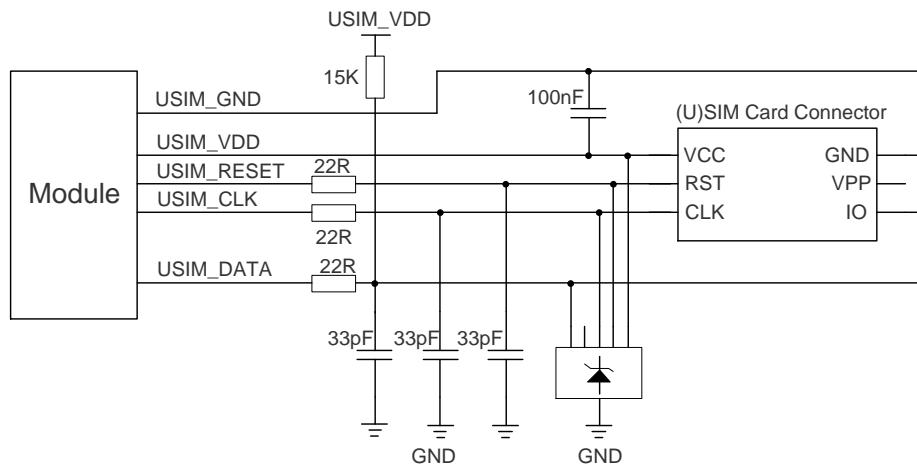 USIM_VDD
15K
USIM_GND
100nF
(U)SIM Card Connector
USIM_VDD
VCC
GND
USIM_RESET
22R
RST
VPP
Module
USIM_CLK
CLK
IO
22R
USIM_DATA
22R
33pF
33pF
33pF
GND
GND